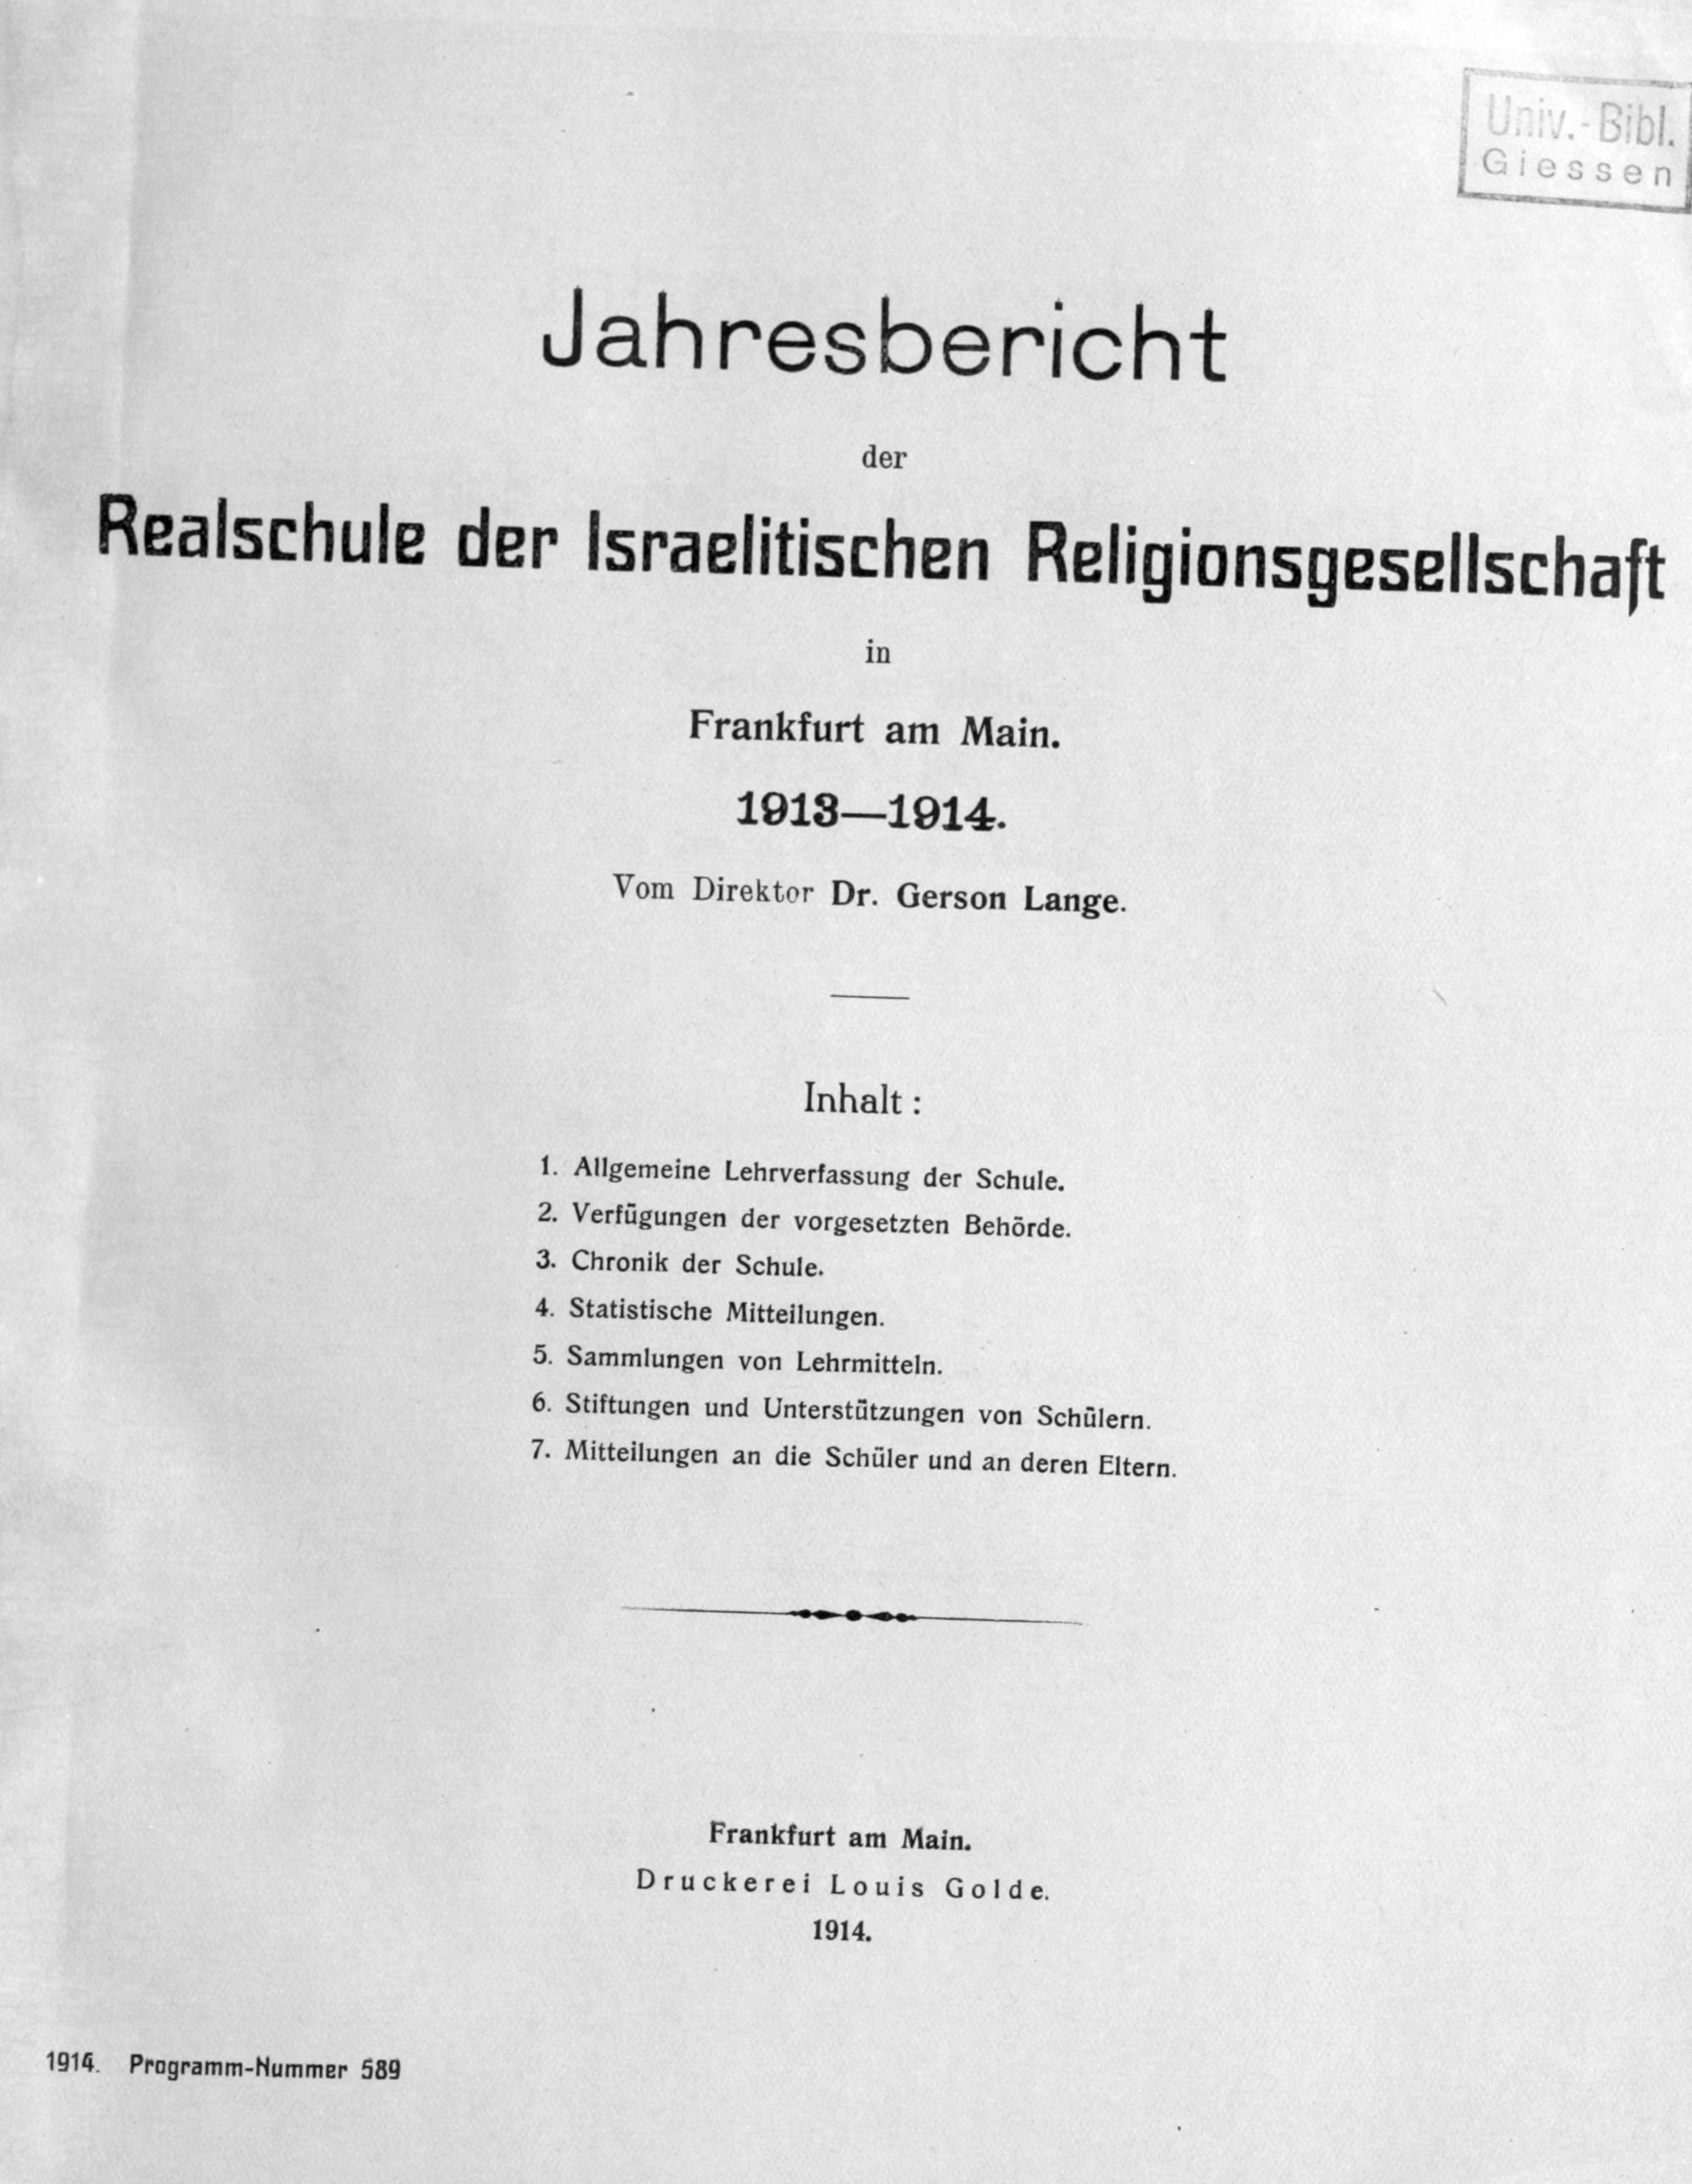 Univ.-Bibl.
Giessen
Jahresbericht
der
Realschule der Israelitischen Religionsgesellschaft
in
Frankfurt am Main.
1913—1914.
Vom Direktor Dr. Gerson Lange.
Inhalt :
1. Allgemeine Lehrverfassung der Schule.
2. Verfügungen der vorgesetzten Behörde.
3. Chronik der Schule.
4. Statistische Mitteilungen.
5. Sammlungen von Lehrmitteln.
6. Stiftungen und Unterstützungen von Schülern.
7. Mitteilungen an die Schüler und an deren Eltern.
Frankfurt am Main.
Druckerei Louis Golde.
1914.
1914. Programm-Nummer 589